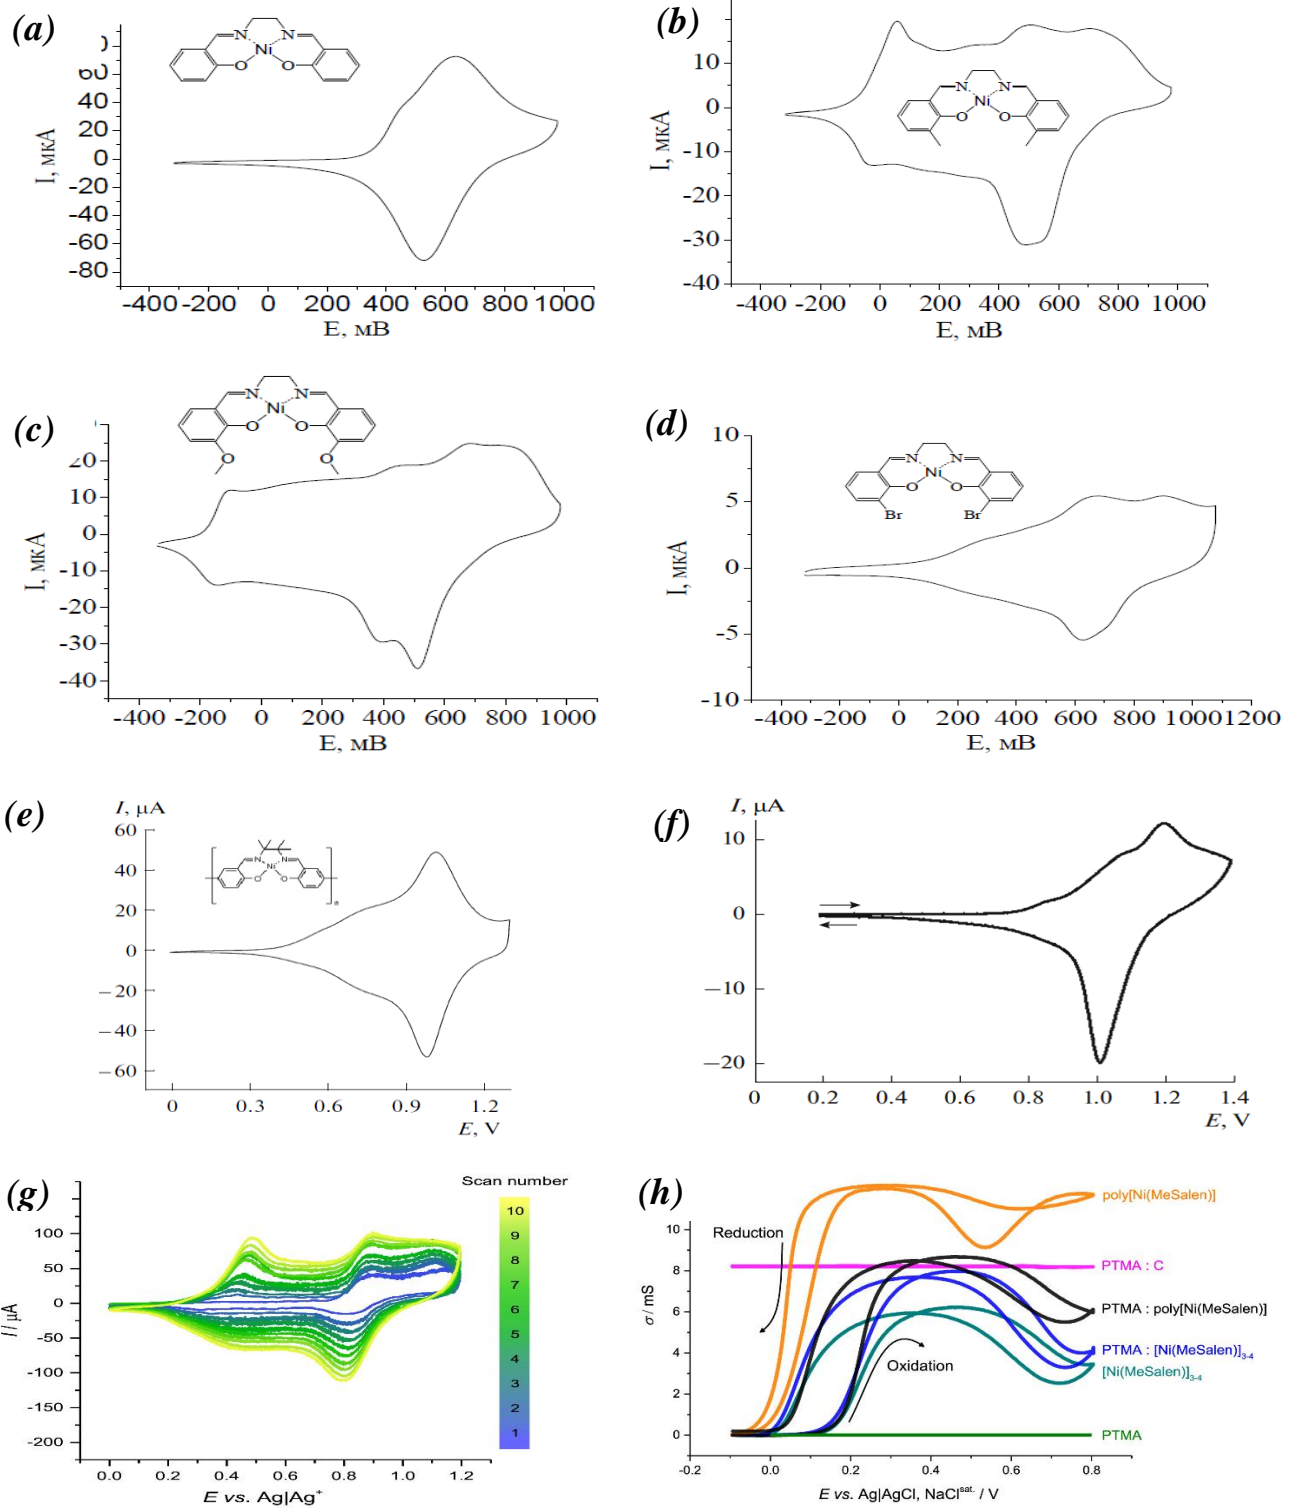 (a)
N
N
Ni
O
O
)
60
40
20
0
-20
-40
-60
-80
I, мкА
-400
-200
0
200
400
600
800
1000
E, мВ
(b)
10
0
-10
-20
-30
-40
I, мкА
N
N
Ni
O
O
-400
-200
0
200
400
600
800
1000
E, мВ
(c)
N
N
Ni
O
O
O
O
20
10
0
-10
-20
-30
-40
I, мкА
-400
-200
0
200
400
600
800
1000
E, мВ
(d)
10
5
0
-5
-10
I, мкА
N
N
Ni
O
O
Br
Br
-400
-200
0
200
400
600
800
1000
1200
E, мВ
(e)
I, μA
60
40
20
0
−20
−40
−60
N
N
Ni
O
O
n
0
0.3
0.6
0.9
1.2
E, V
(f)
I, μA
10
0
−10
−20
0
0.2
0.4
0.6
0.8
1.0
1.2
1.4
E, V
(g)
Scan number
10
9
8
7
6
5
4
3
2
1
100
50
0
-50
-100
-150
-200
I / μA
0.0
0.2
0.4
0.6
0.8
1.0
1.2
E vs. Ag|Ag⁺
(h)
poly[Ni(MeSalen)]
Reduction
PTMA : C
PTMA : poly[Ni(MeSalen)]
PTMA : [Ni(MeSalen)]₃₋₄
Oxidation
[Ni(MeSalen)]₃₋₄
PTMA
10
8
6
4
2
0
σ / mS
-0.2
0.0
0.2
0.4
0.6
0.8
E vs. Ag|AgCl, NaClˢᵃᵗ· / V